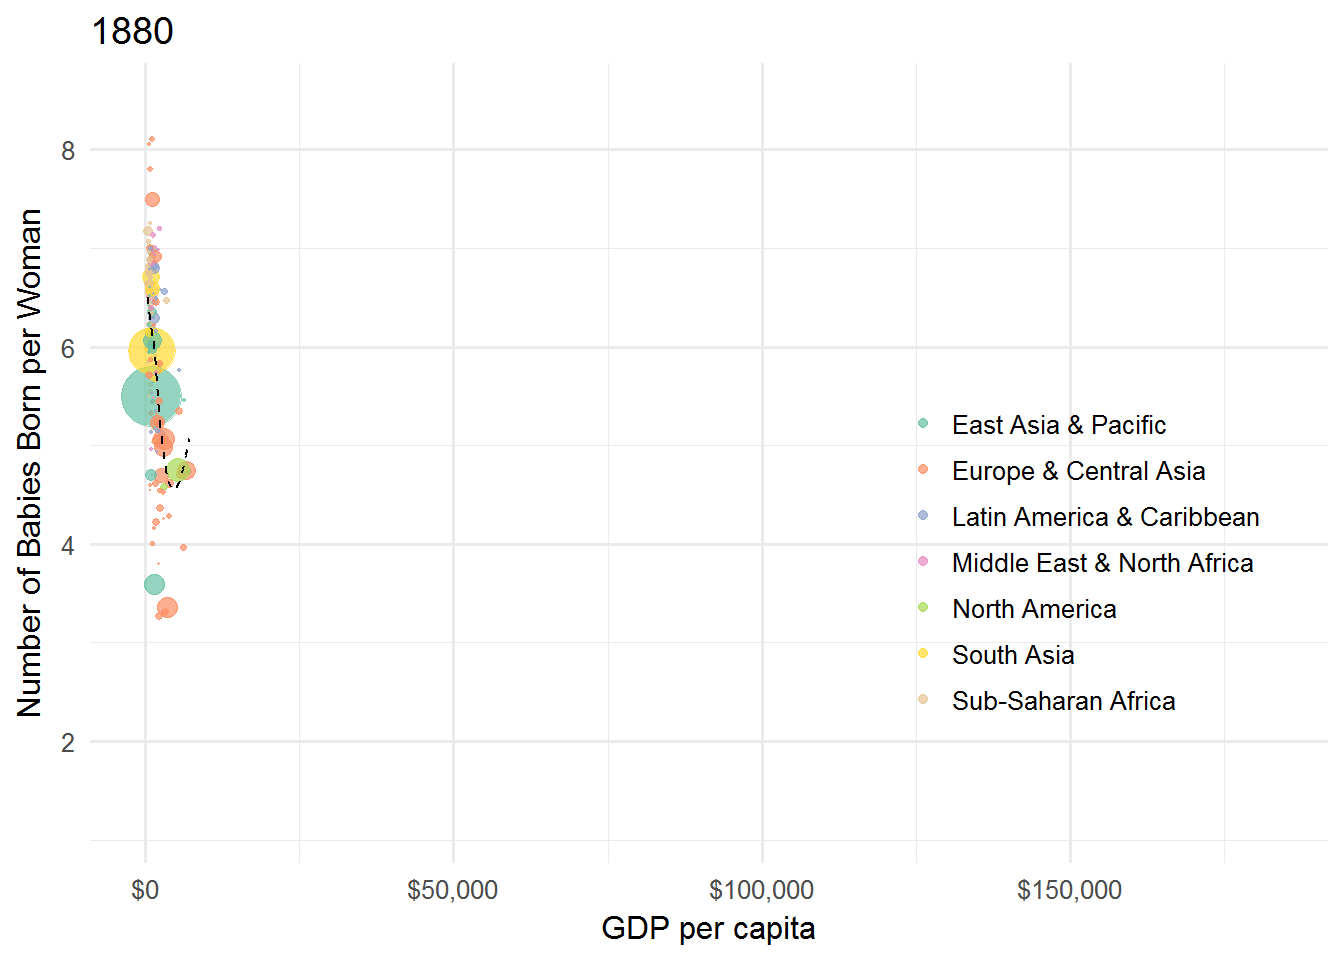 1880
Number of Babies Born per Woman
8
6
4
2
East Asia & Pacific
Europe & Central Asia
Latin America & Caribbean
Middle East & North Africa
North America
South Asia
Sub-Saharan Africa
$0 $50,000 $100,000 $150,000
GDP per capita